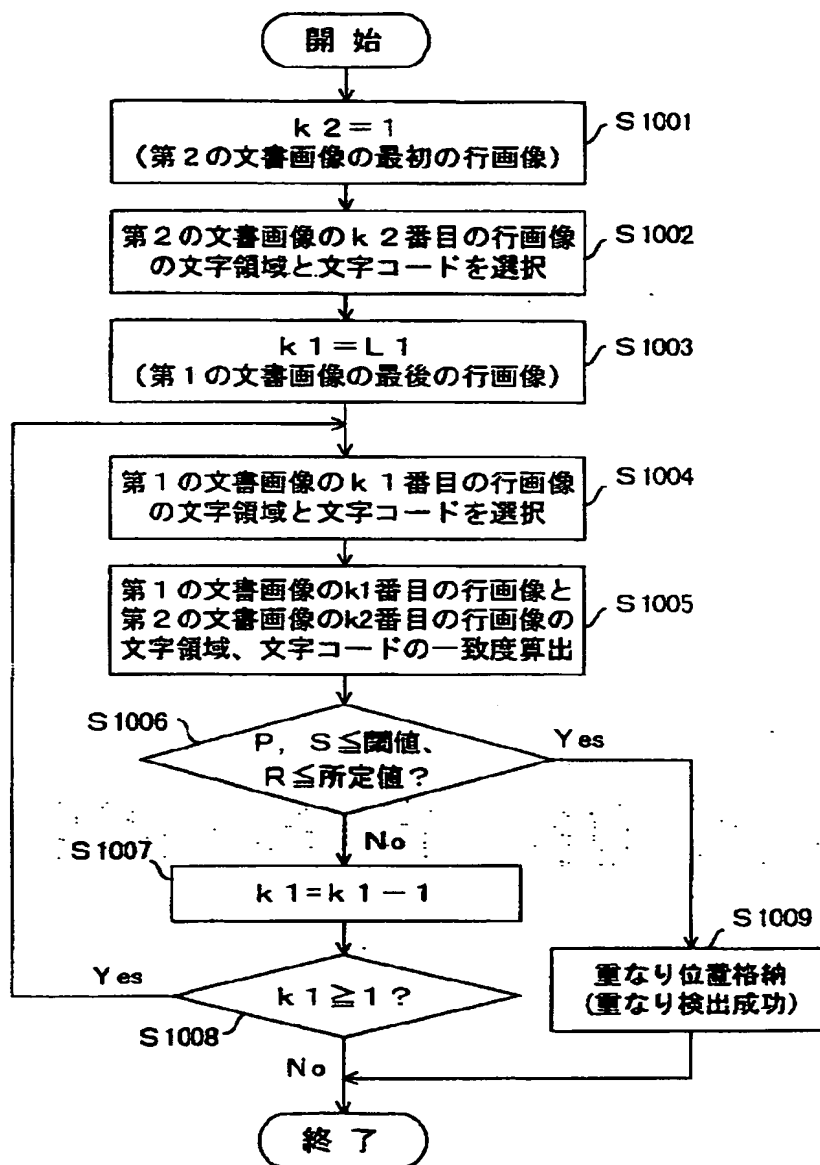 開始
k2=1
(第2の文書画像の最初の行画像)
S1001
第2の文書画像のk2番目の行画像
の文字領域と文字コードを選択
S1002
k1=L1
(第1の文書画像の最後の行画像)
S1003
第1の文書画像のk1番目の行画像
の文字領域と文字コードを選択
S1004
第1の文書画像のk1番目の行画像と
第2の文書画像のk2番目の行画像の
文字領域、文字コードの一致度算出
S1005
S1006
P, S≦閾値、
R≦所定値?
Yes
No
S1007
k1=k1-1
S1009
重なり位置格納
(重なり検出成功)
Yes
k1≧1?
S1008
No
終了